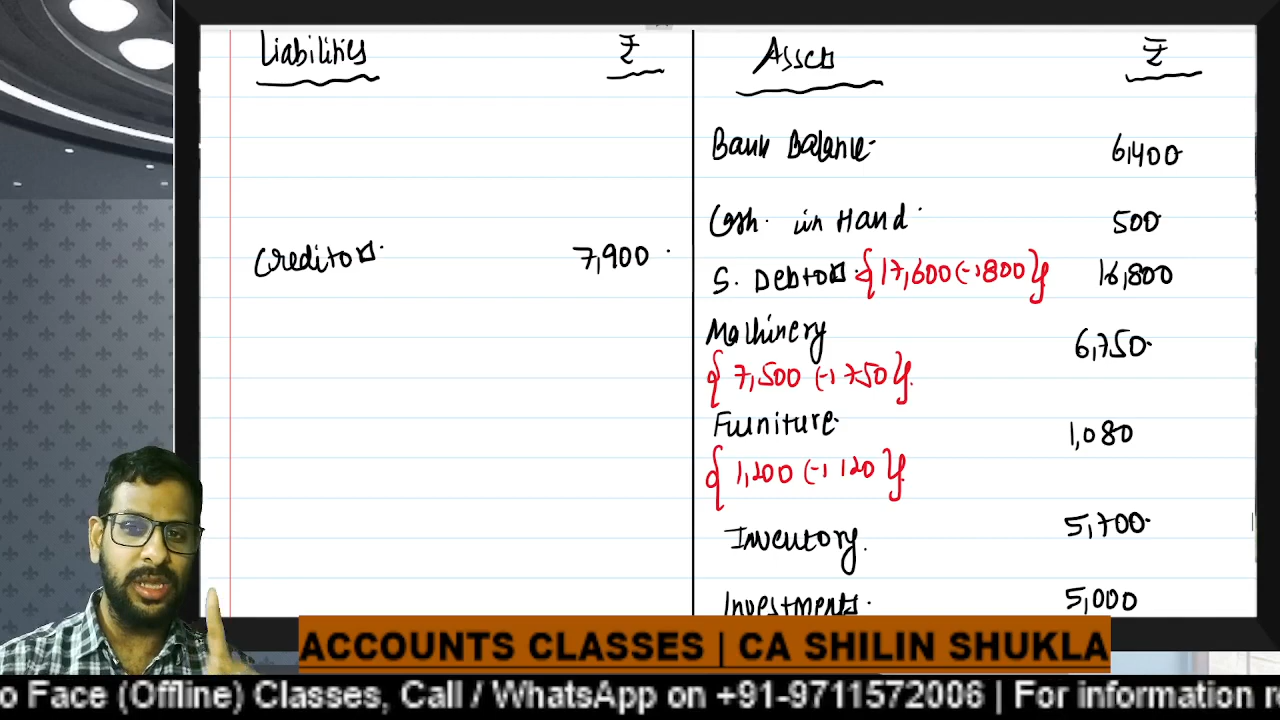 Liabilities ₹ Assets ₹
Bank Balance 6,400
Cash in Hand 500
Creditors 7,900
S. Debtors {17,600 (-) 800} 16,800
Machinery 6,750
{7,500 (-) 750}
Furniture 1,080
{1,200 (-) 120}
Inventory 5,700
Investments 5,000
ACCOUNTS CLASSES | CA SHILIN SHUKLA
o Face (Offline) Classes, Call / WhatsApp on +91-9711572006 | For information